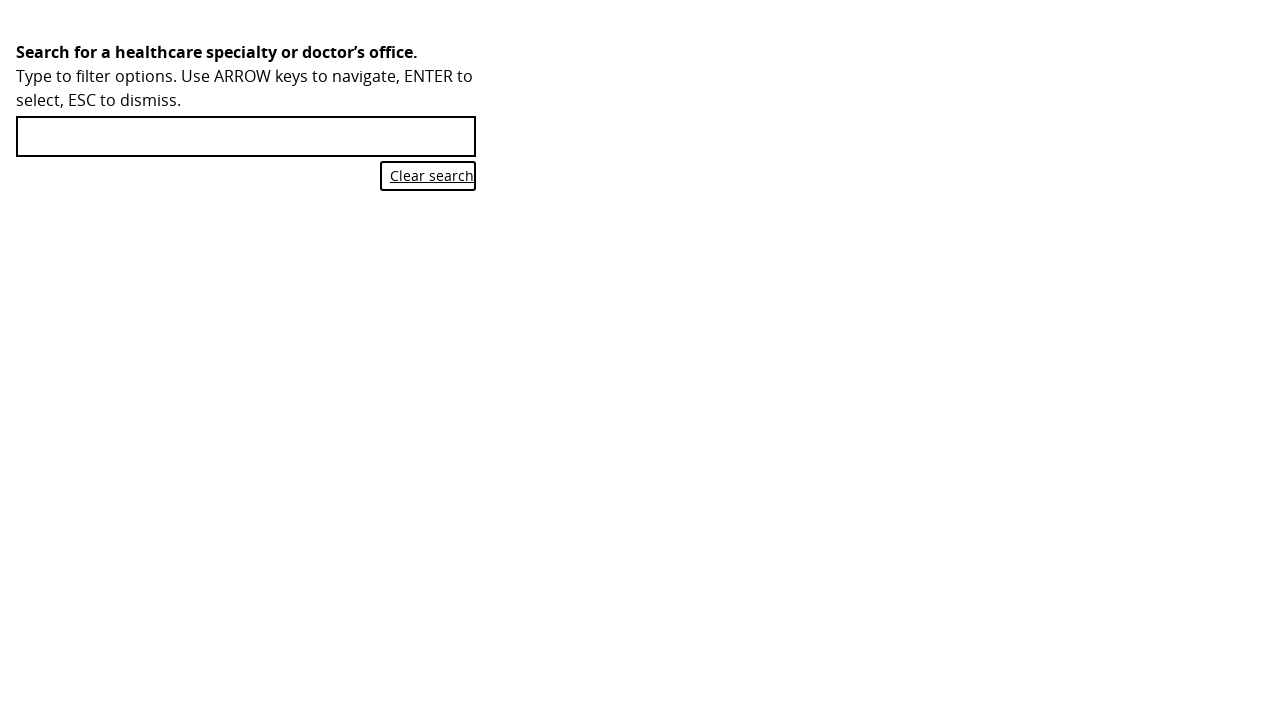 Search for a healthcare specialty or doctor’s office.
Type to filter options. Use ARROW keys to navigate, ENTER to
select, ESC to dismiss.
Clear search